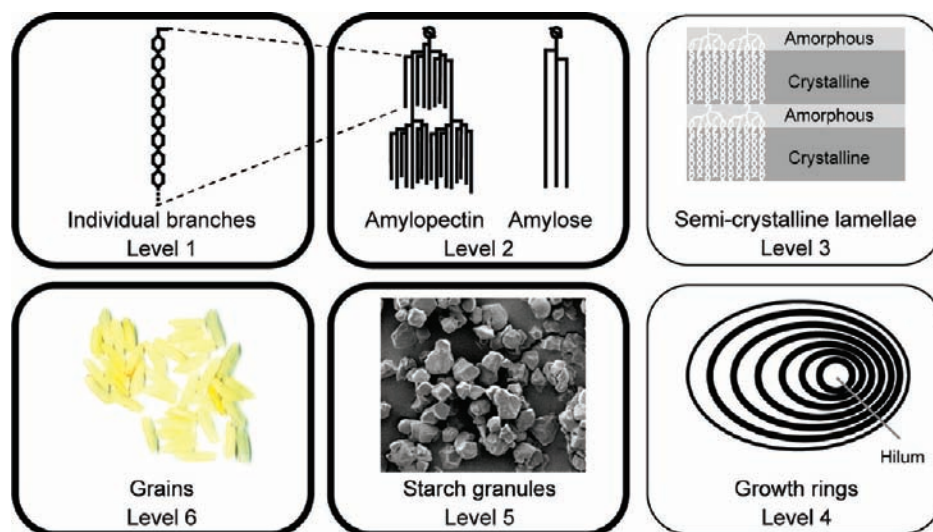 Individual branches
Level 1
Amylopectin
Amylose
Level 2
Amorphous
Crystalline
Amorphous
Crystalline
Semi-crystalline lamellae
Level 3
Grains
Level 6
Starch granules
Level 5
Hilum
Growth rings
Level 4